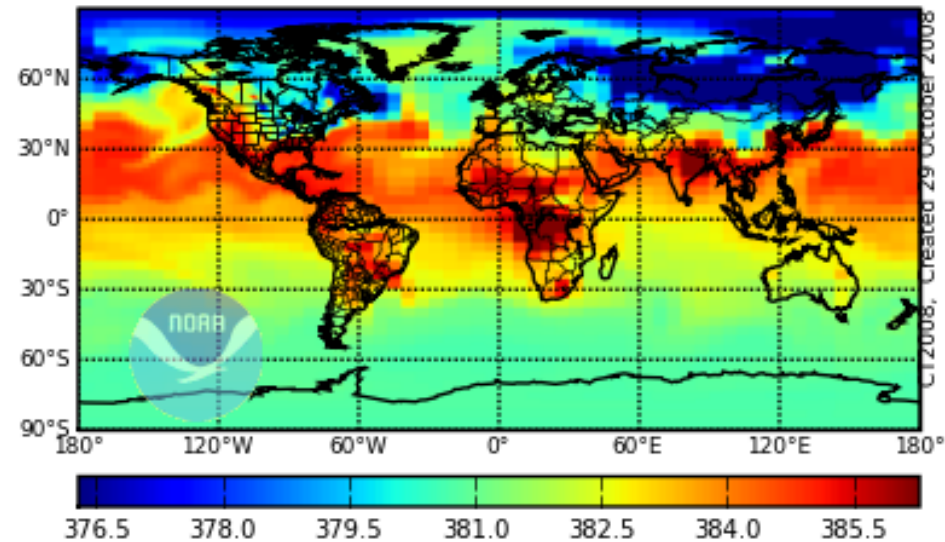 60°N
30°N
0°
30°S
60°S
90°S
180° 120°W 60°W 0° 60°E 120°E 180°
NOAA
CT2008, Created 29 October 2008
376.5 378.0 379.5 381.0 382.5 384.0 385.5